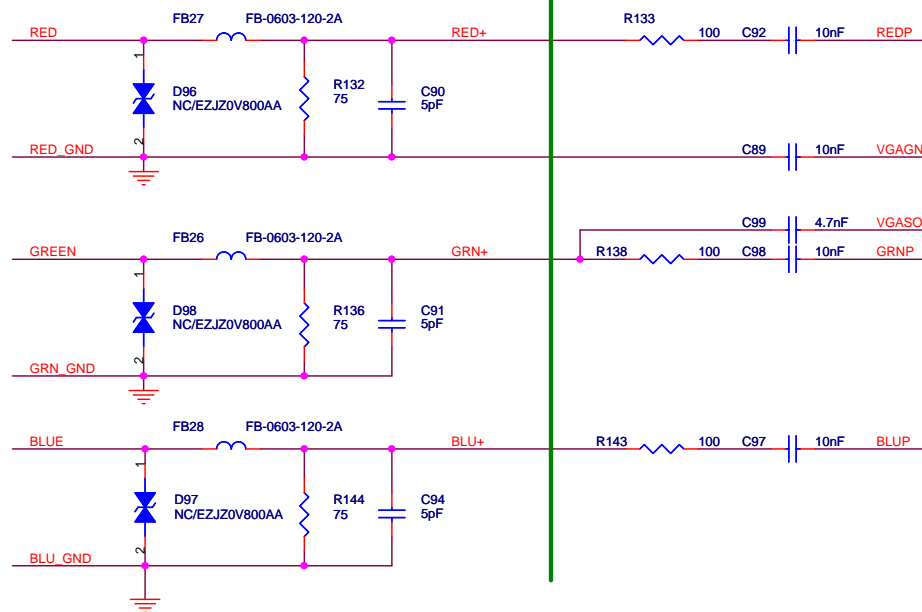 FB27 FB-0603-120-2A R133
RED RED+ 100 C92 10nF REDP
1
D96 R132 C90
NC/EZJZ0V800AA 75 5pF
2
RED_GND C89 10nF VGAGN
C99 4.7nF VGASO
FB26 FB-0603-120-2A
GREEN GRN+ R138 100 C98 10nF GRNP
1
D98 R136 C91
NC/EZJZ0V800AA 75 5pF
2
GRN_GND
FB28 FB-0603-120-2A
BLUE BLU+ R143 100 C97 10nF BLUP
1
D97 R144 C94
NC/EZJZ0V800AA 75 5pF
2
BLU_GND